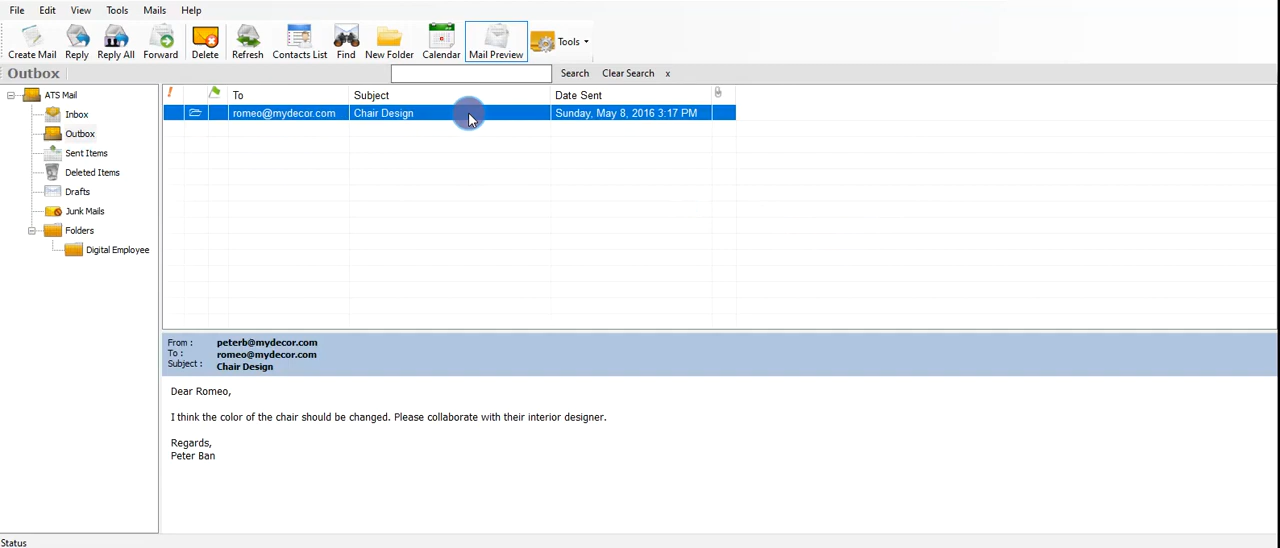 File Edit View Tools Mails Help
Create Mail Reply Reply All Forward Delete Refresh Contacts List Find New Folder Calendar Mail Preview Tools
Outbox Search Clear Search x
ATS Mail
Inbox
Outbox
Sent Items
Deleted Items
Drafts
Junk Mails
Folders
Digital Employee
! To Subject Date Sent
romeo@mydecor.com Chair Design Sunday, May 8, 2016 3:17 PM
From : peterb@mydecor.com
To : romeo@mydecor.com
Subject : Chair Design
Dear Romeo,
I think the color of the chair should be changed. Please collaborate with their interior designer.
Regards,
Peter Ban
Status